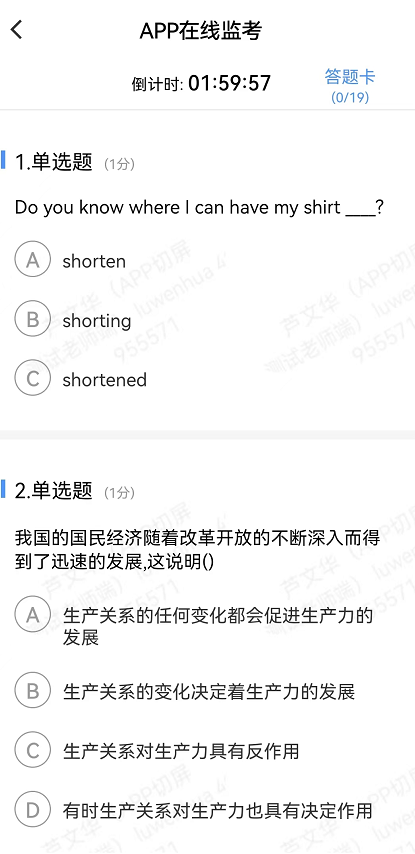 APP在线监考
倒计时: 01:59:57
答题卡
(0/19)
1.单选题 (1分)
Do you know where I can have my shirt ____?
A shorten
B shorting
C shortened
2.单选题 (1分)
我国的国民经济随着改革开放的不断深入而得
到了迅速的发展,这说明()
A 生产关系的任何变化都会促进生产力的
发展
B 生产关系的变化决定着生产力的发展
C 生产关系对生产力具有反作用
D 有时生产关系对生产力也具有决定作用